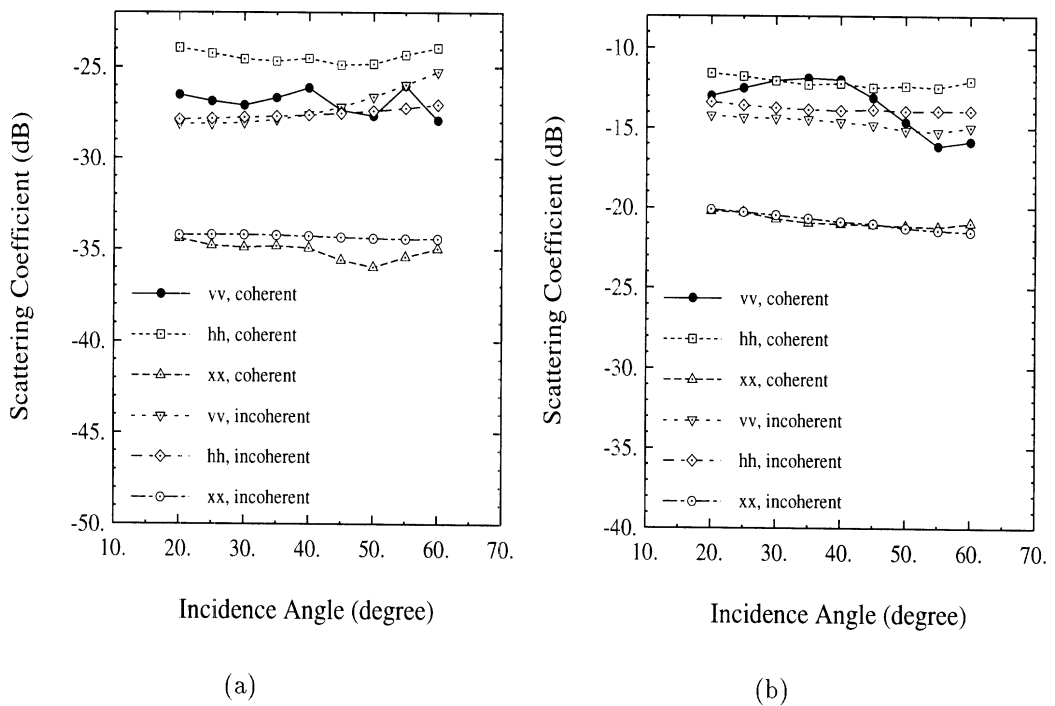 Scattering Coefficient (dB)
-25.
-30.
-35.
-40.
-45.
-50.
vv, coherent
hh, coherent
xx, coherent
vv, incoherent
hh, incoherent
xx, incoherent
10. 20. 30. 40. 50. 60. 70.
Incidence Angle (degree)
(a)
Scattering Coefficient (dB)
-10.
-15.
-20.
-25.
-30.
-35.
-40.
vv, coherent
hh, coherent
xx, coherent
vv, incoherent
hh, incoherent
xx, incoherent
10. 20. 30. 40. 50. 60. 70.
Incidence Angle (degree)
(b)